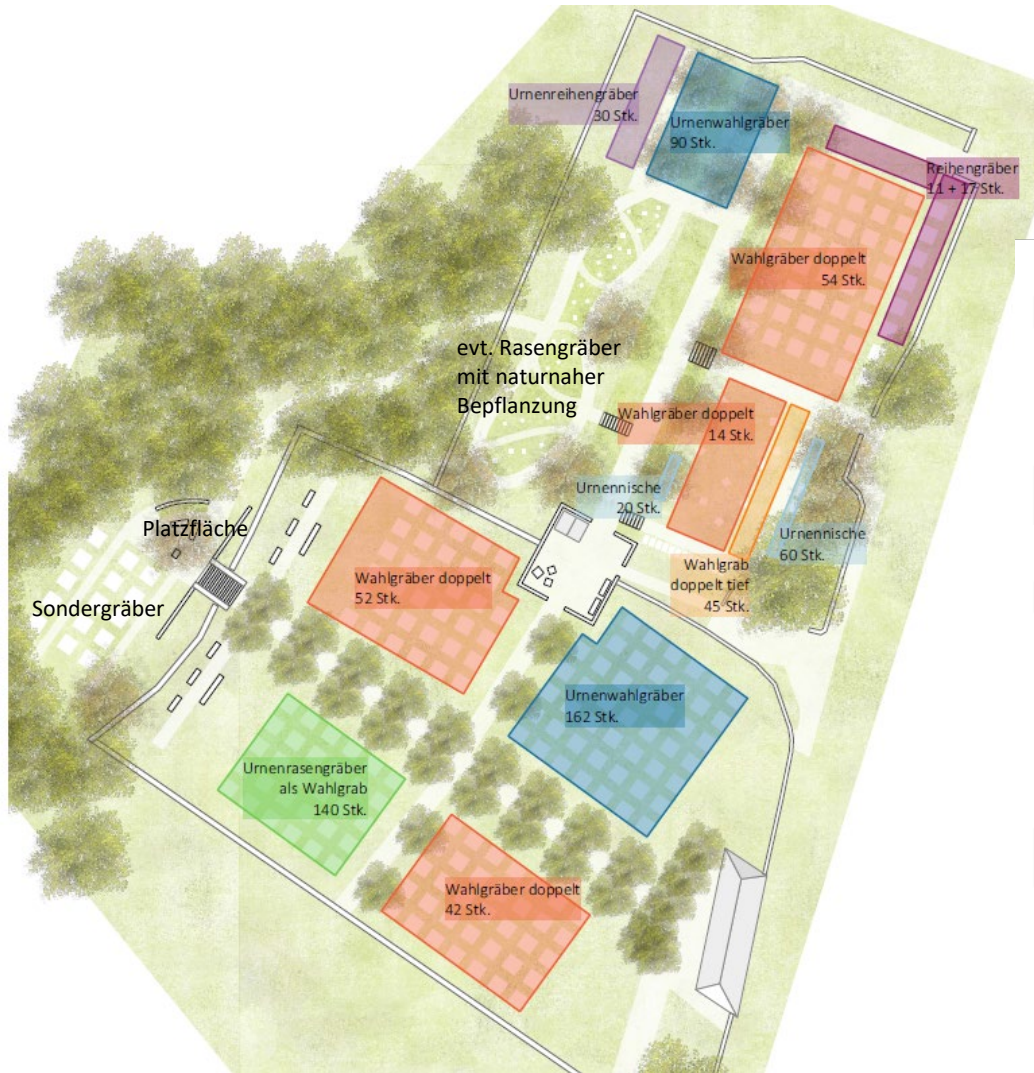 Urnenreihengräber
30 Stk.
Urnenwahlgräber
90 Stk.
Reihengräber
11 + 17 Stk.
Wahlgräber doppelt
54 Stk.
evt. Rasengräber
mit naturnaher
Bepflanzung
Wahlgräber doppelt
14 Stk.
Urnennische
20 Stk.
Urnennische
60 Stk.
Wahlgrab
doppelt tief
45 Stk.
Platzfläche
Sondergräber
Wahlgräber doppelt
52 Stk.
Urnenwahlgräber
162 Stk.
Urnenrasengräber
als Wahlgrab
140 Stk.
Wahlgräber doppelt
42 Stk.